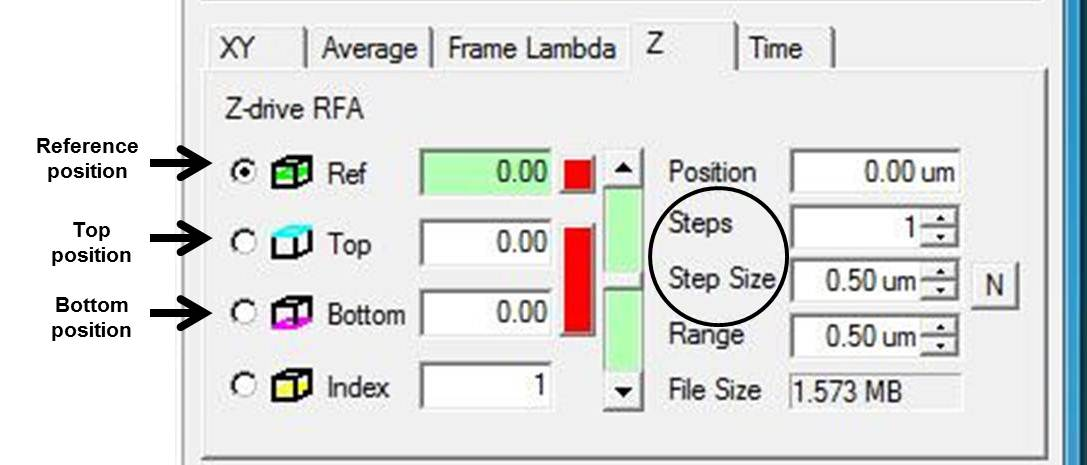 XY
Average
Frame Lambda
Z
Time
Z-drive RFA
Reference
position
Ref
0.00
Position
0.00 um
Top
position
Top
0.00
Steps
1
Step Size
0.50 um
N
Bottom
position
Bottom
0.00
Range
0.50 um
Index
1
File Size
1.573 MB